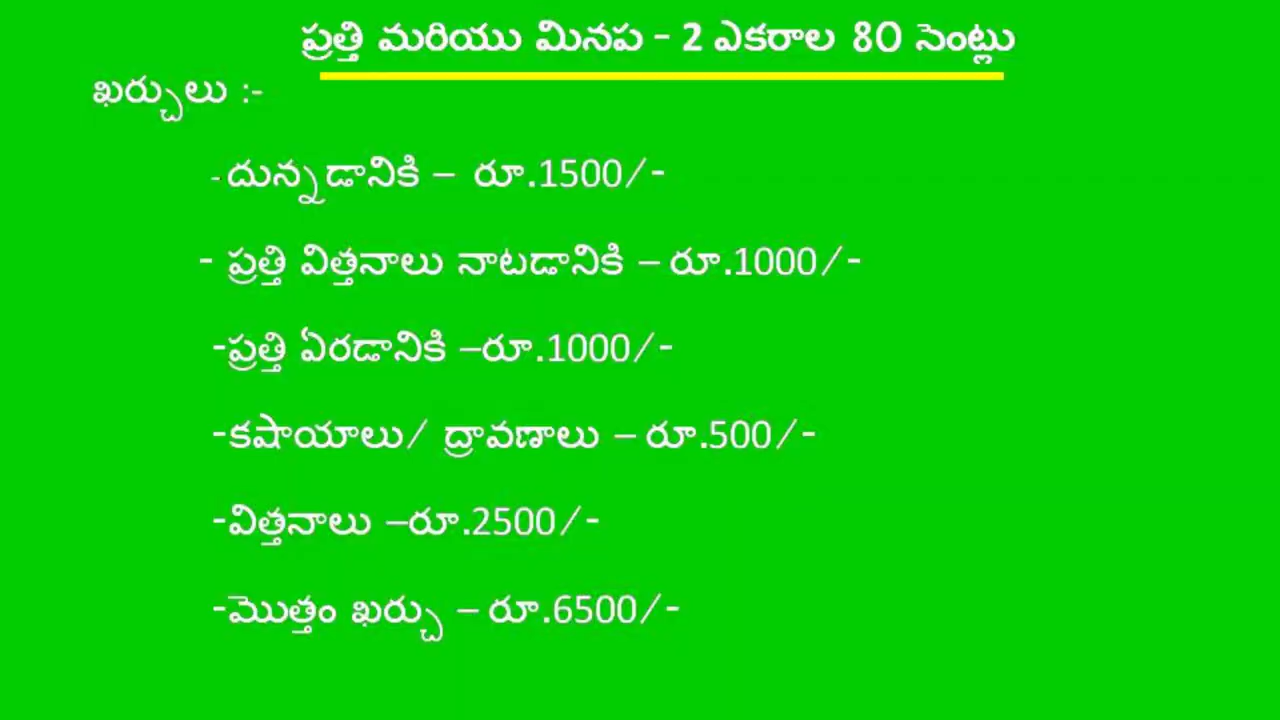 ప్రత్తి మరియు మినప - 2 ఎకరాల 80 సెంట్లు
ఖర్చులు :-
- దున్నడానికి – రూ.1500/-
- ప్రత్తి విత్తనాలు నాటడానికి – రూ.1000/-
-ప్రత్తి ఏరడానికి –రూ.1000/-
-కషాయాలు/ ద్రావణాలు – రూ.500/-
-విత్తనాలు –రూ.2500/-
-మొత్తం ఖర్చు – రూ.6500/-